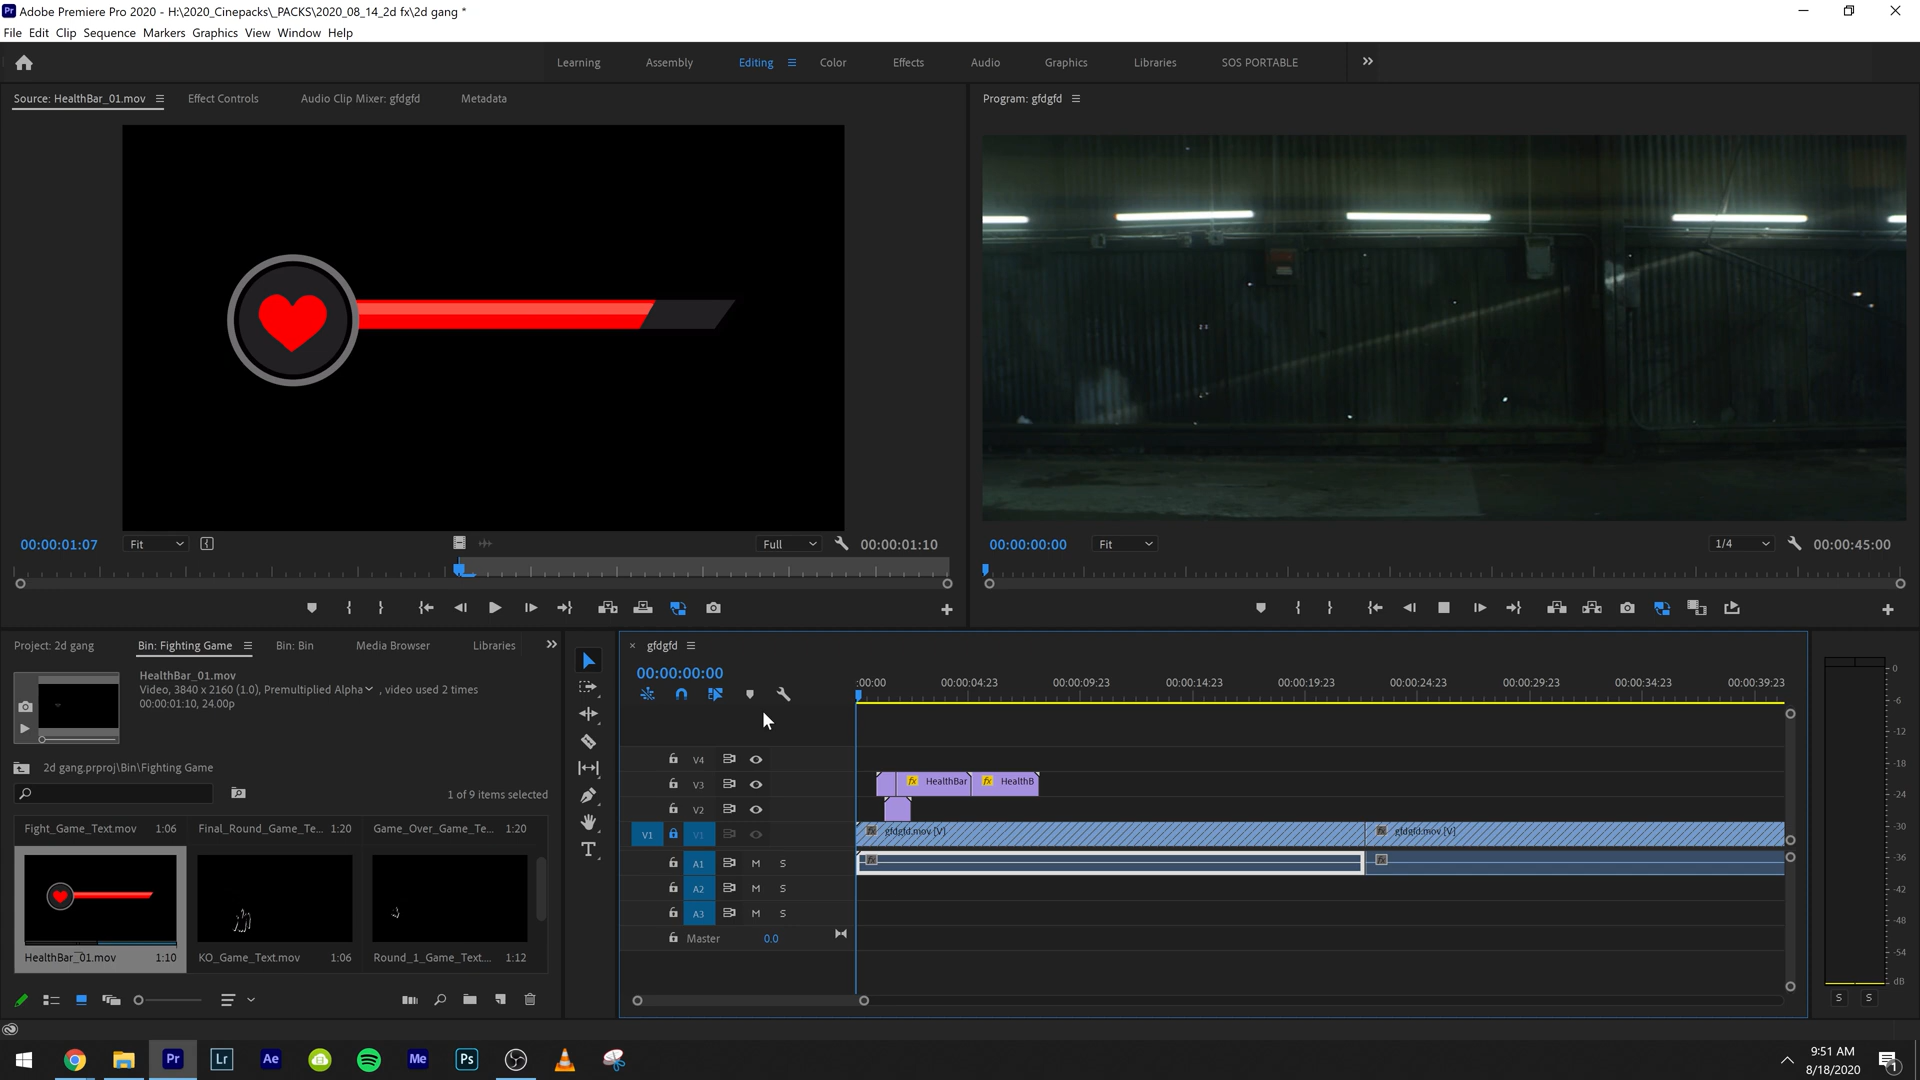 Adobe Premiere Pro 2020 - H:\2020_Cinepacks\_PACKS\2020_08_14_2d fx\2d gang *
File Edit Clip Sequence Markers Graphics View Window Help
Learning Assembly Editing Color Effects Audio Graphics Libraries SOS PORTABLE
Source: HealthBar_01.mov Effect Controls Audio Clip Mixer: gfdgfd Metadata
Program: gfdgfd
00:00:01:07 Fit Full 00:00:01:10
00:00:00:00 Fit 1/4 00:00:45:00
Project: 2d gang Bin: Fighting Game Bin: Bin Media Browser Libraries
HealthBar_01.mov
Video, 3840 x 2160 (1.0), Premultiplied Alpha , video used 2 times
00:00:01:10, 24.00p
2d gang.prproj\Bin\Fighting Game
1 of 9 items selected
Fight_Game_Text.mov 1:06 Final_Round_Game_Te... 1:20 Game_Over_Game_Te... 1:20
HealthBar_01.mov 1:10 KO_Game_Text.mov 1:06 Round_1_Game_Text... 1:12
gfdgfd
00:00:00:00
:00:00 00:00:04:23 00:00:09:23 00:00:14:23 00:00:19:23 00:00:24:23 00:00:29:23 00:00:34:23 00:00:39:23
V4
V3 fx HealthBar fx HealthB
V2
V1 V1 gfdgfd.mov [V] gfdgfd.mov [V]
A1 M S
A2 M S
A3 M S
Master 0.0
0
-6
-12
-18
-24
-30
-36
-42
-48
-54
dB
S S
Pr Lr Ae Me Ps
9:51 AM
8/18/2020
1